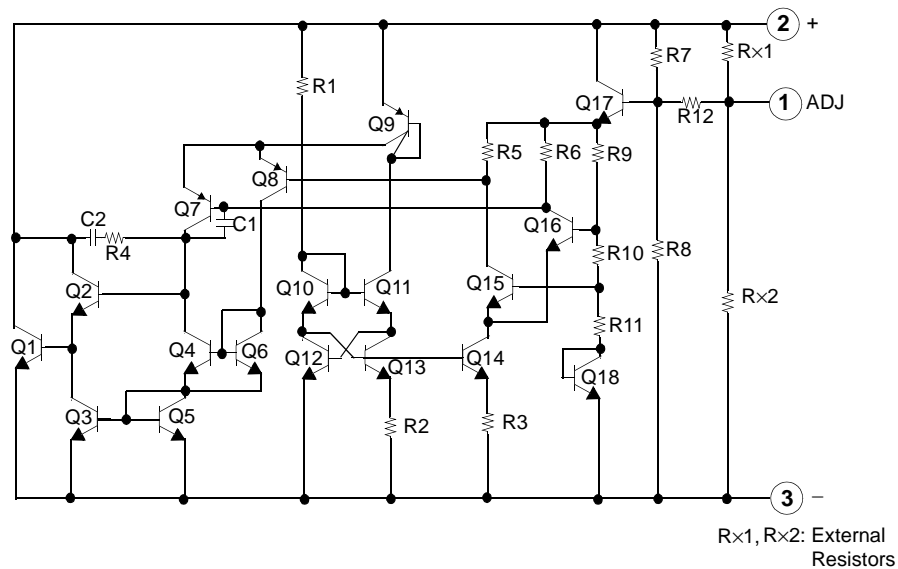 2 +
R7
R×1
R1
Q17
1 ADJ
Q9
R12
R5
R6
R9
Q8
Q7
C1
Q16
C2
R4
R10
R8
Q2
Q10
Q11
Q15
R×2
R11
Q1
Q4
Q6
Q12
Q13
Q14
Q18
Q3
Q5
R2
R3
3 −
R×1, R×2: External
Resistors